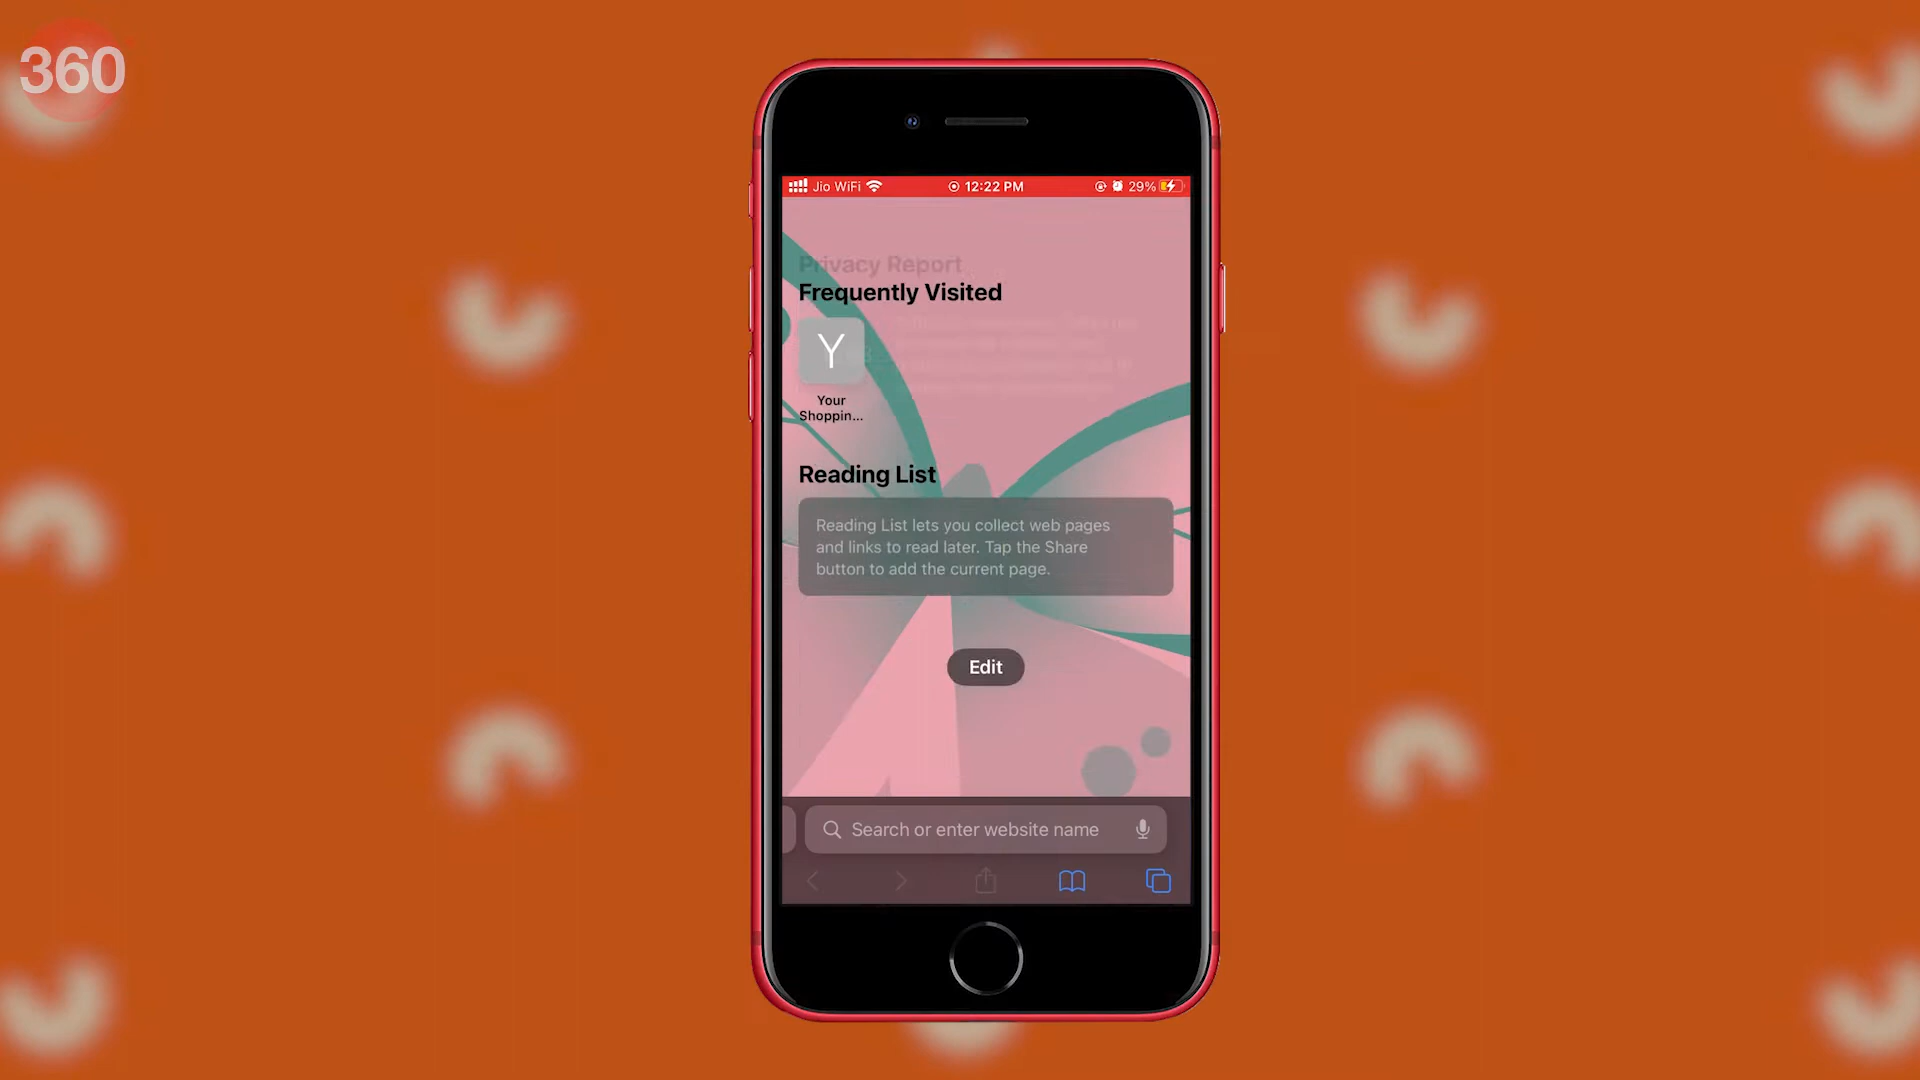 360
Jio WiFi 12:22 PM 29%
Privacy Report
Frequently Visited
Y
Your
Shoppin...
Reading List
Reading List lets you collect web pages
and links to read later. Tap the Share
button to add the current page.
Edit
Search or enter website name